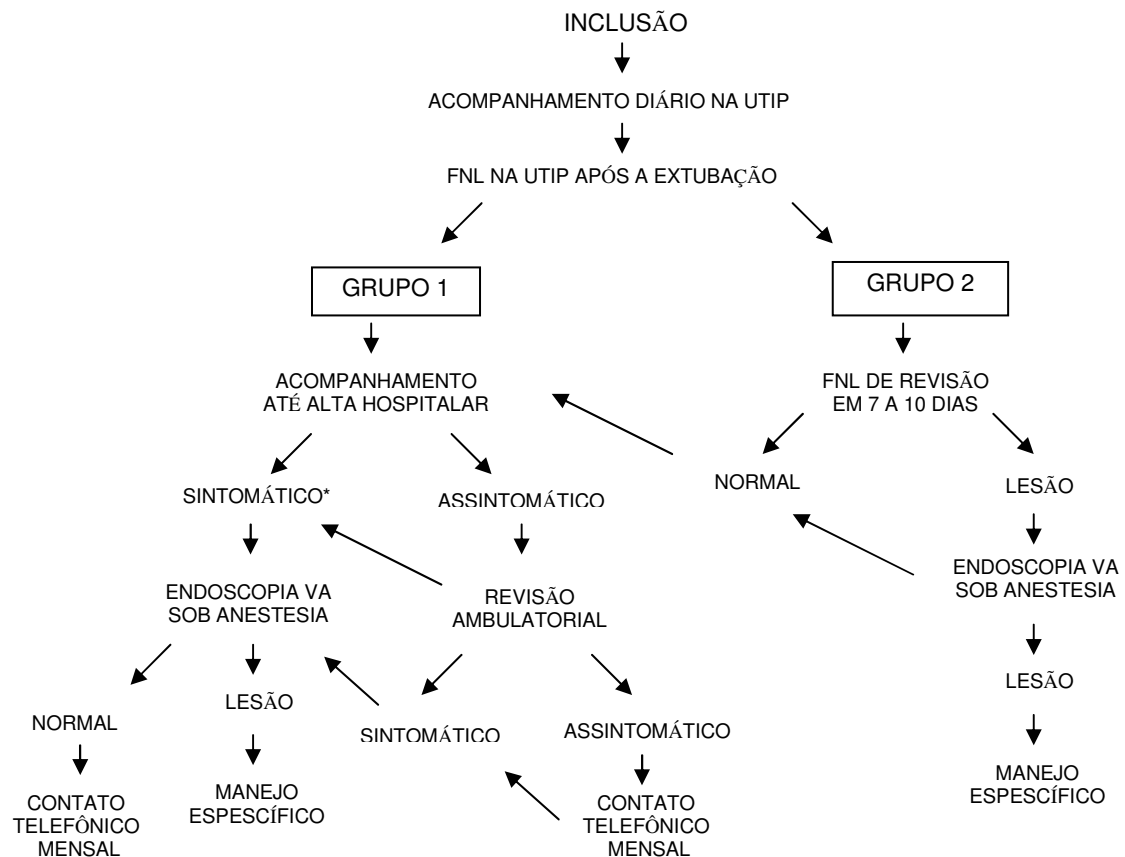 INCLUSÃO
ACOMPANHAMENTO DIÁRIO NA UTIP
FNL NA UTIP APÓS A EXTUBAÇÃO
GRUPO 1
GRUPO 2
ACOMPANHAMENTO
ATÉ ALTA HOSPITALAR
FNL DE REVISÃO
EM 7 A 10 DIAS
SINTOMÁTICO*
ASSINTOMÁTICO
NORMAL
LESÃO
ENDOSCOPIA VA
SOB ANESTESIA
REVISÃO
AMBULATORIAL
ENDOSCOPIA VA
SOB ANESTESIA
NORMAL
LESÃO
SINTOMÁTICO
ASSINTOMÁTICO
LESÃO
CONTATO
TELEFÔNICO
MENSAL
MANEJO
ESPESCÍFICO
CONTATO
TELEFÔNICO
MENSAL
MANEJO
ESPESCÍFICO